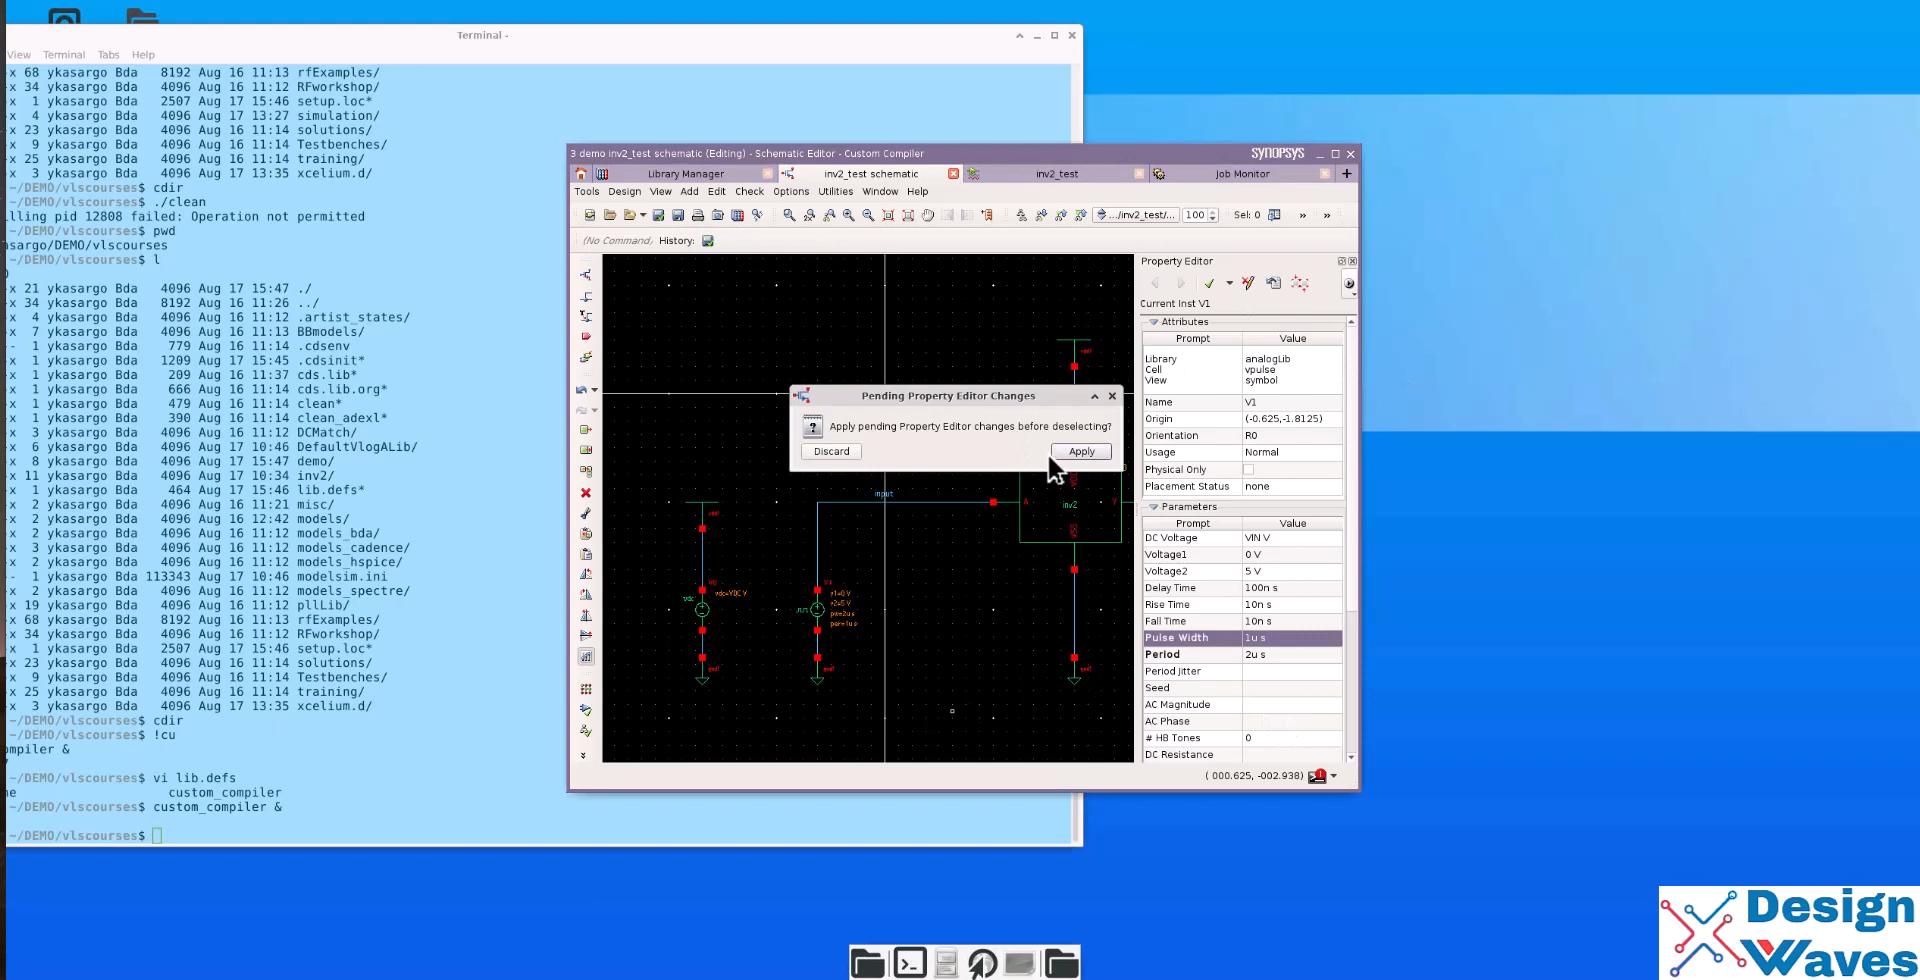 Terminal -
View Terminal Tabs Help
x 68 ykasargo Bda 8192 Aug 16 11:13 rfExamples/
x 34 ykasargo Bda 4096 Aug 16 11:12 RFworkshop/
x 1 ykasargo Bda 2507 Aug 17 15:46 setup.loc*
x 4 ykasargo Bda 4096 Aug 17 13:27 simulation/
x 23 ykasargo Bda 4096 Aug 16 11:14 solutions/
x 9 ykasargo Bda 4096 Aug 16 11:14 Testbenches/
x 25 ykasargo Bda 4096 Aug 16 11:14 training/
x 3 ykasargo Bda 4096 Aug 17 13:35 xcelium.d/
~/DEMO/vlscourses$ cdir
~/DEMO/vlscourses$ ./clean
illing pid 12808 failed: Operation not permitted
~/DEMO/vlscourses$ pwd
asargo/DEMO/vlscourses
~/DEMO/vlscourses$ l
x 21 ykasargo Bda 4096 Aug 17 15:47 ./
x 34 ykasargo Bda 8192 Aug 16 11:26 ../
x 4 ykasargo Bda 4096 Aug 16 11:12 .artist_states/
x 7 ykasargo Bda 4096 Aug 16 11:13 BBmodels/
- 1 ykasargo Bda 779 Aug 16 11:14 .cdsenv
x 1 ykasargo Bda 1209 Aug 17 15:45 .cdsinit*
x 1 ykasargo Bda 209 Aug 16 11:37 cds.lib*
x 1 ykasargo Bda 666 Aug 16 11:14 cds.lib.org*
x 1 ykasargo Bda 479 Aug 16 11:14 clean*
x 1 ykasargo Bda 390 Aug 16 11:14 clean_adexl*
x 3 ykasargo Bda 4096 Aug 16 11:12 DCMatch/
x 6 ykasargo Bda 4096 Aug 17 10:46 DefaultVlogALib/
x 8 ykasargo Bda 4096 Aug 17 15:47 demo/
x 11 ykasargo Bda 4096 Aug 17 10:34 inv2/
x 1 ykasargo Bda 464 Aug 17 15:46 lib.defs*
x 2 ykasargo Bda 4096 Aug 16 11:21 misc/
x 2 ykasargo Bda 4096 Aug 16 12:42 models/
x 2 ykasargo Bda 4096 Aug 16 11:12 models_bda/
x 3 ykasargo Bda 4096 Aug 16 11:12 models_cadence/
x 2 ykasargo Bda 4096 Aug 16 11:12 models_hspice/
- 1 ykasargo Bda 113343 Aug 17 10:46 modelsim.ini
x 2 ykasargo Bda 4096 Aug 16 11:12 models_spectre/
x 19 ykasargo Bda 4096 Aug 16 11:12 pllLib/
x 68 ykasargo Bda 8192 Aug 16 11:13 rfExamples/
x 34 ykasargo Bda 4096 Aug 16 11:12 RFWorkshop/
x 1 ykasargo Bda 2507 Aug 17 15:46 setup.loc*
x 23 ykasargo Bda 4096 Aug 16 11:14 solutions/
x 9 ykasargo Bda 4096 Aug 16 11:14 Testbenches/
x 25 ykasargo Bda 4096 Aug 16 11:14 training/
x 3 ykasargo Bda 4096 Aug 17 13:35 xcelium.d/
~/DEMO/vlscourses$ cdir
~/DEMO/vlscourses$ !cu
ompiler &
~/DEMO/vlscourses$ vi lib.defs
ne custom_compiler
~/DEMO/vlscourses$ custom_compiler &
~/DEMO/vlscourses$
3 demo inv2_test schematic (Editing) - Schematic Editor - Custom Compiler
SYNOPSYS
Library Manager
inv2_test schematic
inv2_test
Job Monitor
Tools Design View Add Edit Check Options Utilities Window Help
.../inv2_test/...
100
Sel: 0
» »
(No Command) History:
Property Editor
Current Inst V1
Attributes
Prompt Value
Library analogLib
Cell vpulse
View symbol
Name V1
Origin (-0.625,-1.8125)
Orientation R0
Usage Normal
Physical Only
Placement Status none
Parameters
Prompt Value
DC Voltage VIN V
Voltage1 0 V
Voltage2 5 V
Delay Time 100n s
Rise Time 10n s
Fall Time 10n s
Pulse Width 1u s
Period 2u s
Period Jitter
Seed
AC Magnitude
AC Phase
# HB Tones 0
DC Resistance
Pending Property Editor Changes
Apply pending Property Editor changes before deselecting?
Discard
Apply
input
A
inv2
Y
vdc
vdc=VDC V
v1=0 V
v2=5 V
pw=2u s
per=1u s
( 000.625, -002.938)
Design
Waves